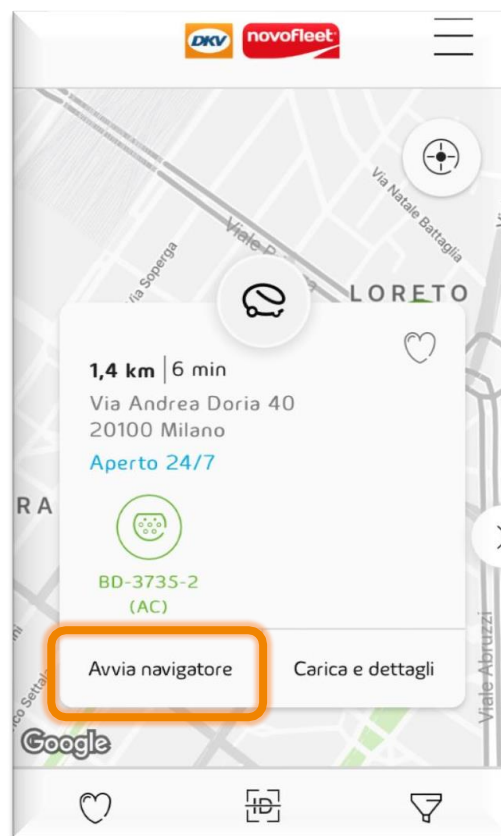 DKV novofleet
Via Natale Battaglia
Viale
Via Soperga
LORETO
1,4 km | 6 min
Via Andrea Doria 40
20100 Milano
Aperto 24/7
R A
BD-3735-2
(AC)
Avvia navigatore
Carica e dettagli
Viale Abruzzi
Google
ID